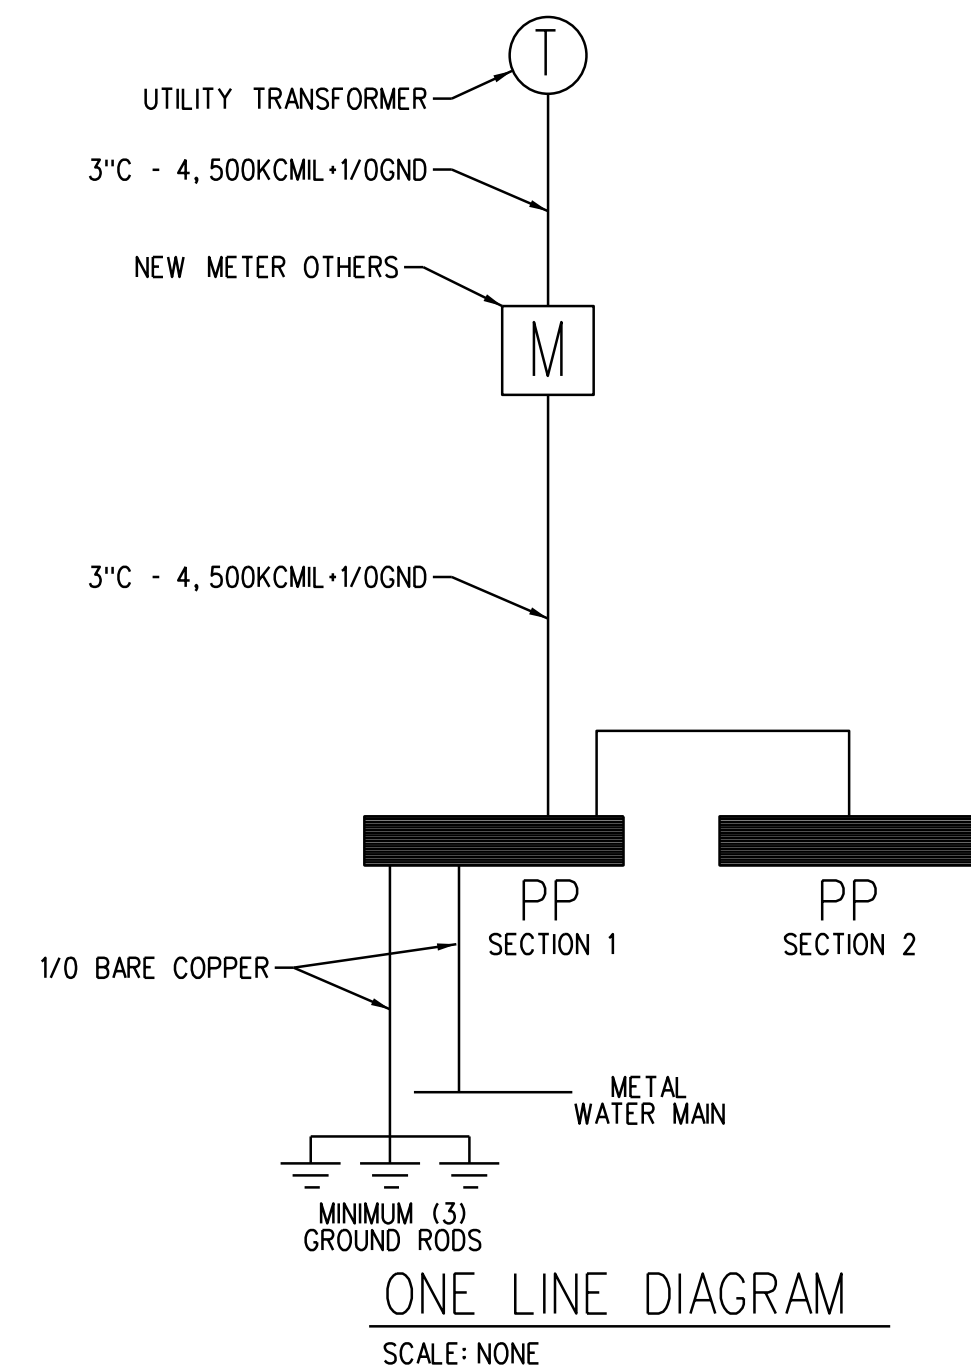 T
UTILITY TRANSFORMER
3"C - 4, 500KCMIL+1/0GND
NEW METER OTHERS
M
3"C - 4, 500KCMIL+1/0GND
PP
SECTION 1
PP
SECTION 2
1/0 BARE COPPER
METAL
WATER MAIN
MINIMUM (3)
GROUND RODS
ONE LINE DIAGRAM
SCALE: NONE